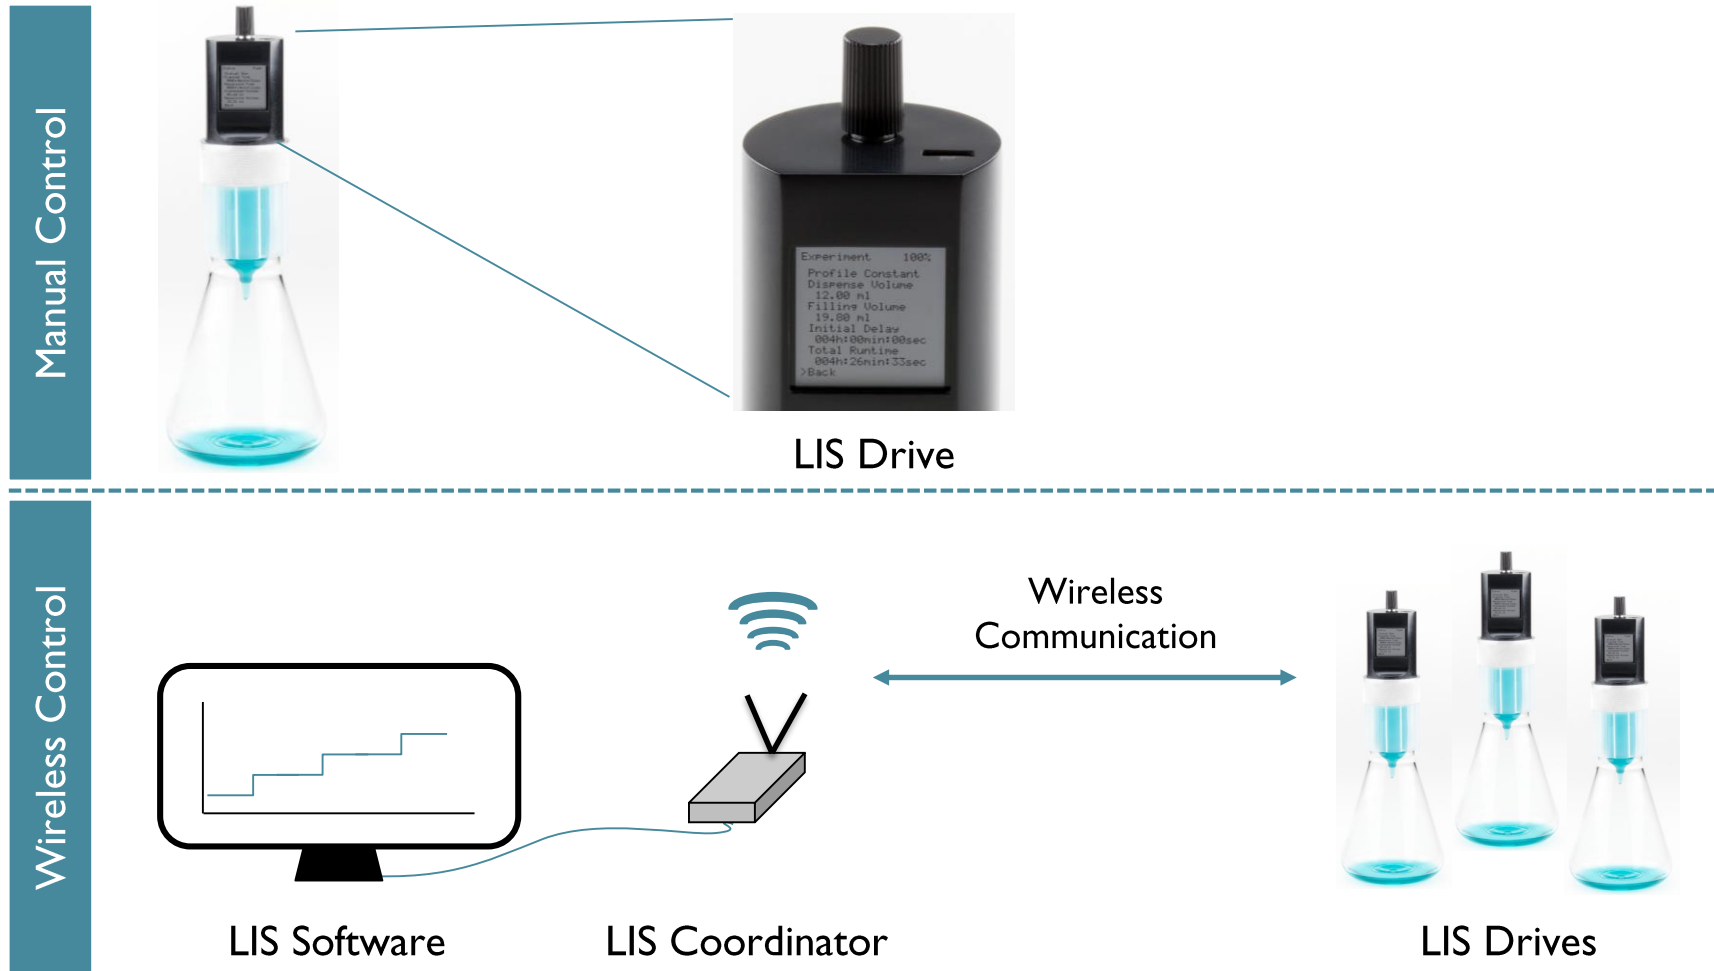 Manual Control
Experiment 100%
Profile Constant
Dispense Volume
12.00 ml
Filling Volume
19.80 ml
Initial Delay
004h:00min:00sec
Total Runtime
004h:26min:33sec
>Back
LIS Drive
Wireless Control
Wireless
Communication
LIS Software
LIS Coordinator
LIS Drives